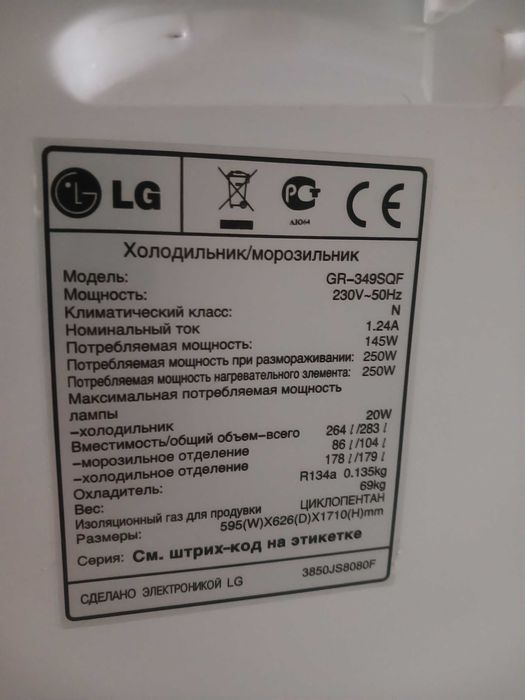 LG
РСТ
АЮ64
CE
Холодильник/морозильник
Модель: GR-349SQF
Мощность: 230V~50Hz
Климатический класс: N
Номинальный ток 1.24A
Потребляемая мощность: 145W
Потребляемая мощность при размораживании: 250W
Потребляемая мощность нагревательного элемента: 250W
Максимальная потребляемая мощность
лампы
-холодильник 20W
Вместимость/общий объем-всего 264 l/283 l
-морозильное отделение 86 l/104 l
-холодильное отделение 178 l/179 l
Охладитель: R134a 0.135kg
Вес: 69kg
Изоляционный газ для продувки ЦИКЛОПЕНТАН
Размеры: 595(W)X626(D)X1710(H)mm
Серия: См. штрих-код на этикетке
СДЕЛАНО ЭЛЕКТРОНИКОЙ LG 3850JS8080F